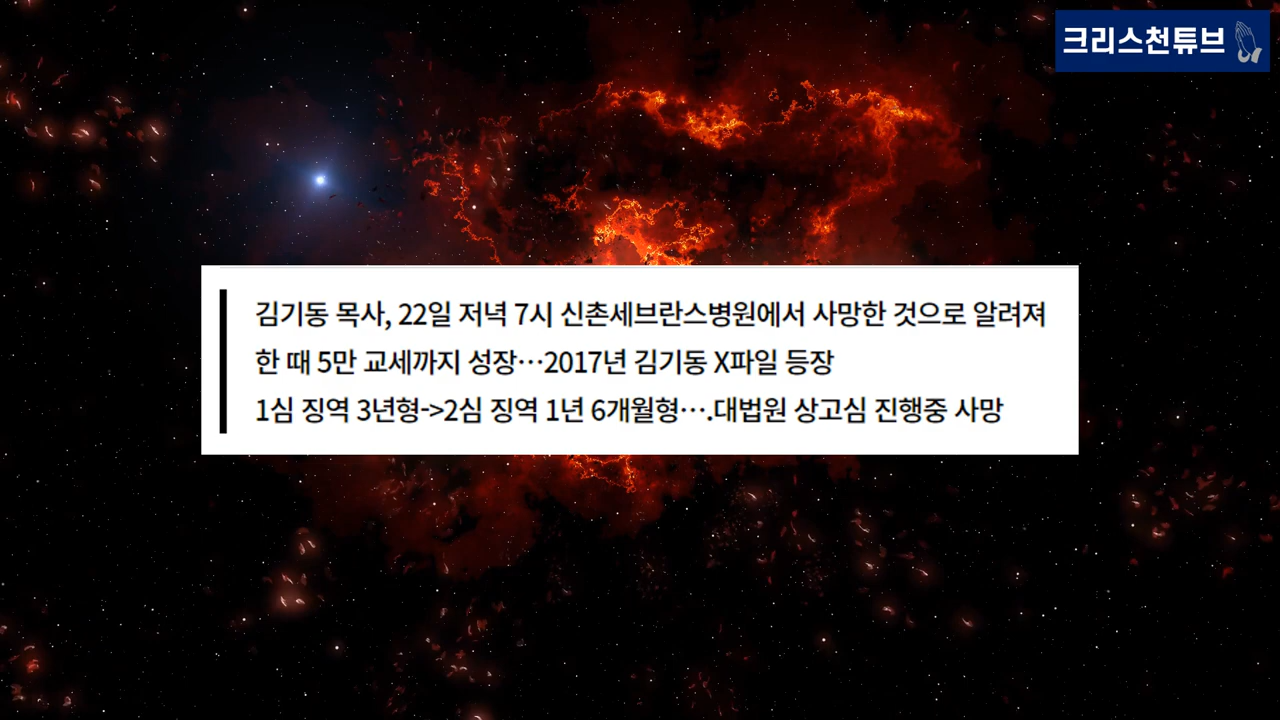 크리스천튜브
김기동 목사, 22일 저녁 7시 신촌세브란스병원에서 사망한 것으로 알려져
한 때 5만 교세까지 성장…2017년 김기동 X파일 등장
1심 징역 3년형->2심 징역 1년 6개월형….대법원 상고심 진행중 사망